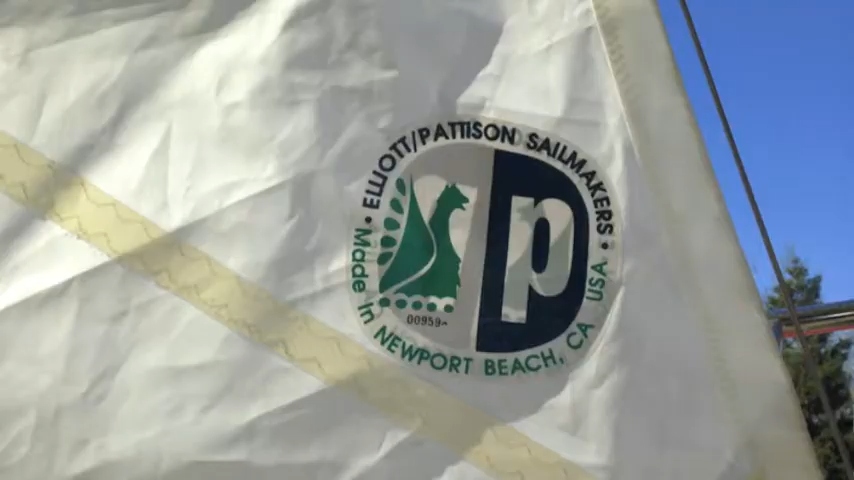 • ELLIOTT/PATTISON SAILMAKERS •
p
00959-
Made in NEWPORT BEACH, CA USA